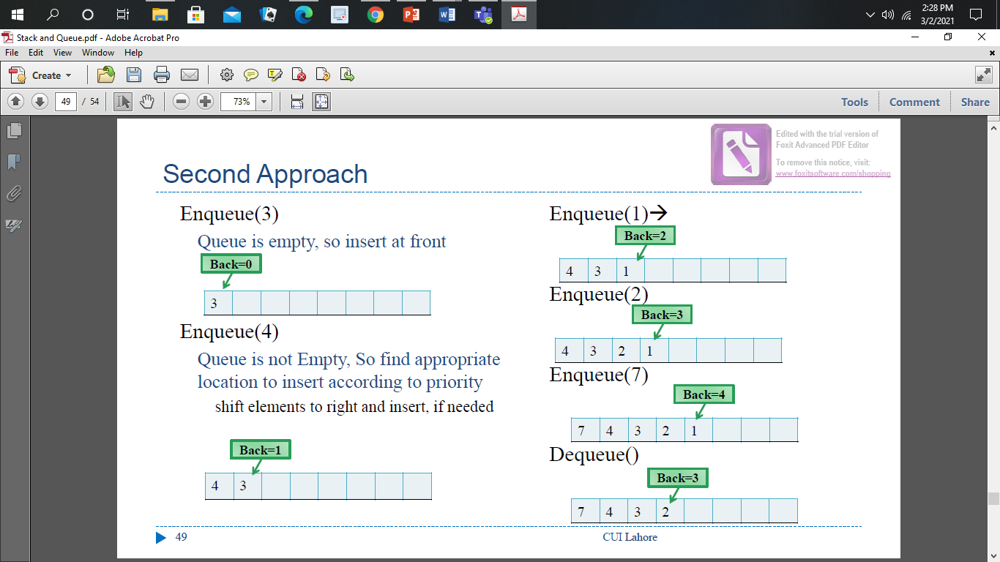 2:28 PM
3/2/2021
Stack and Queue.pdf - Adobe Acrobat Pro
File Edit View Window Help
Create
49 / 54
73%
Tools
Comment
Share
Edited with the trial version of
Foxit Advanced PDF Editor
To remove this notice, visit:
www.foxitsoftware.com/shopping
Second Approach
Enqueue(3)
Queue is empty, so insert at front
Back=0
3
Enqueue(4)
Queue is not Empty, So find appropriate
location to insert according to priority
shift elements to right and insert, if needed
Back=1
4 3
Enqueue(1)→
Back=2
4 3 1
Enqueue(2)
Back=3
4 3 2 1
Enqueue(7)
Back=4
7 4 3 2 1
Dequeue()
Back=3
7 4 3 2
49
CUI Lahore